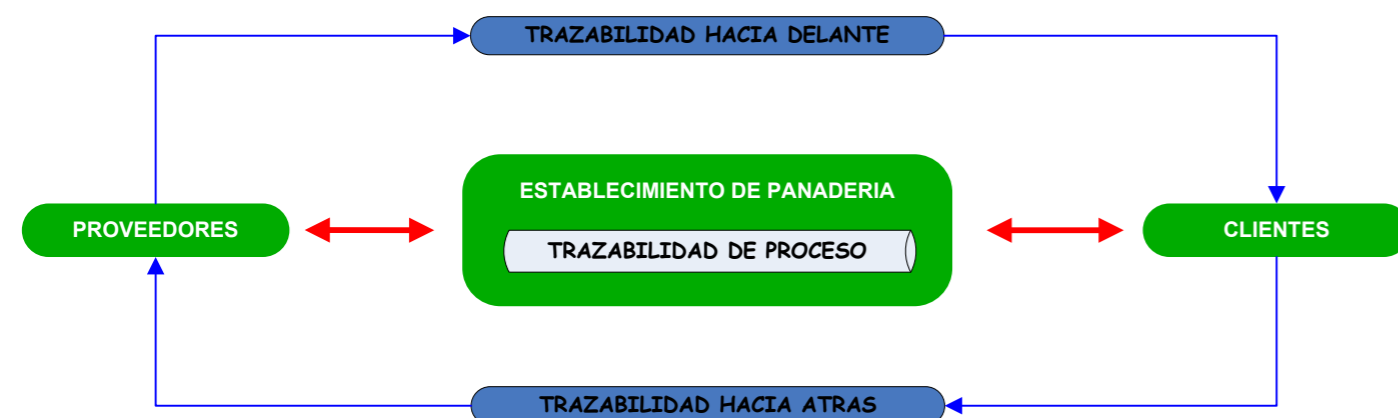 TRAZABILIDAD HACIA DELANTE
ESTABLECIMIENTO DE PANADERIA
PROVEEDORES
CLIENTES
TRAZABILIDAD DE PROCESO
TRAZABILIDAD HACIA ATRAS